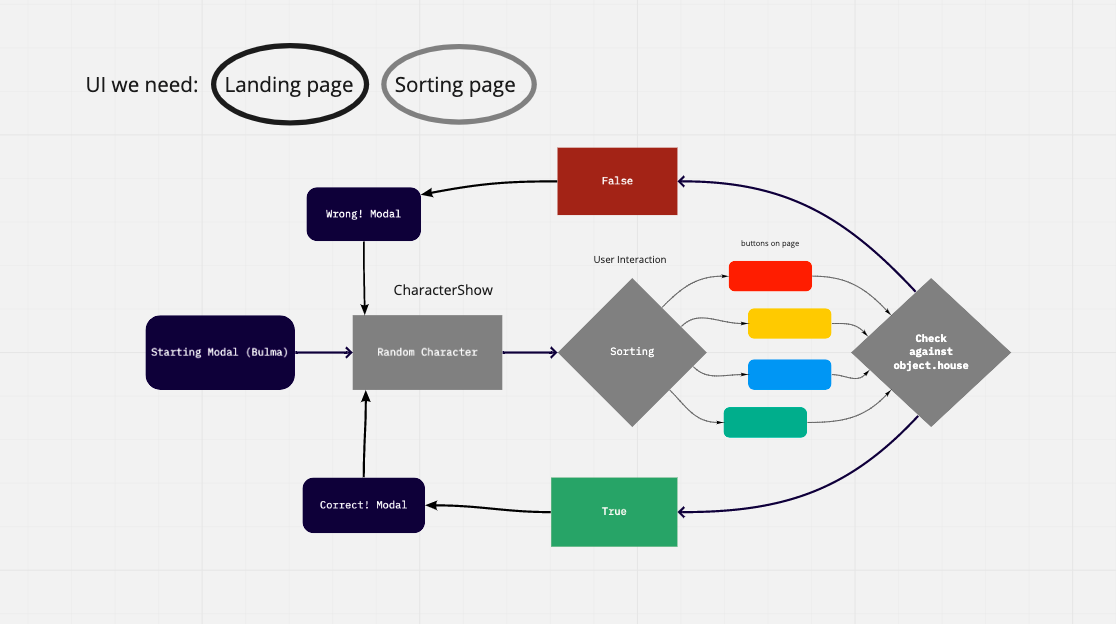 UI we need: Landing page Sorting page
False
Wrong! Modal
buttons on page
User Interaction
CharacterShow
Starting Modal (Bulma)
Random Character
Sorting
Check
against
object.house
Correct! Modal
True